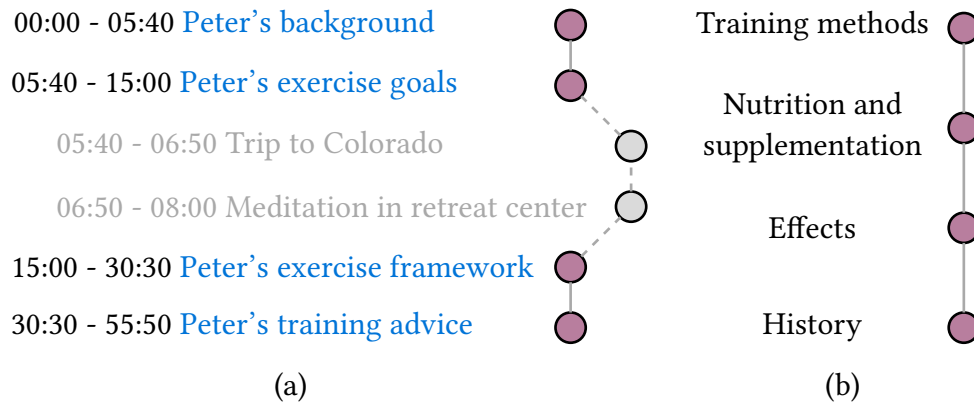 00:00 - 05:40 Peter’s background
05:40 - 15:00 Peter’s exercise goals
05:40 - 06:50 Trip to Colorado
06:50 - 08:00 Meditation in retreat center
15:00 - 30:30 Peter’s exercise framework
30:30 - 55:50 Peter’s training advice
(a)
Training methods
Nutrition and
supplementation
Effects
History
(b)